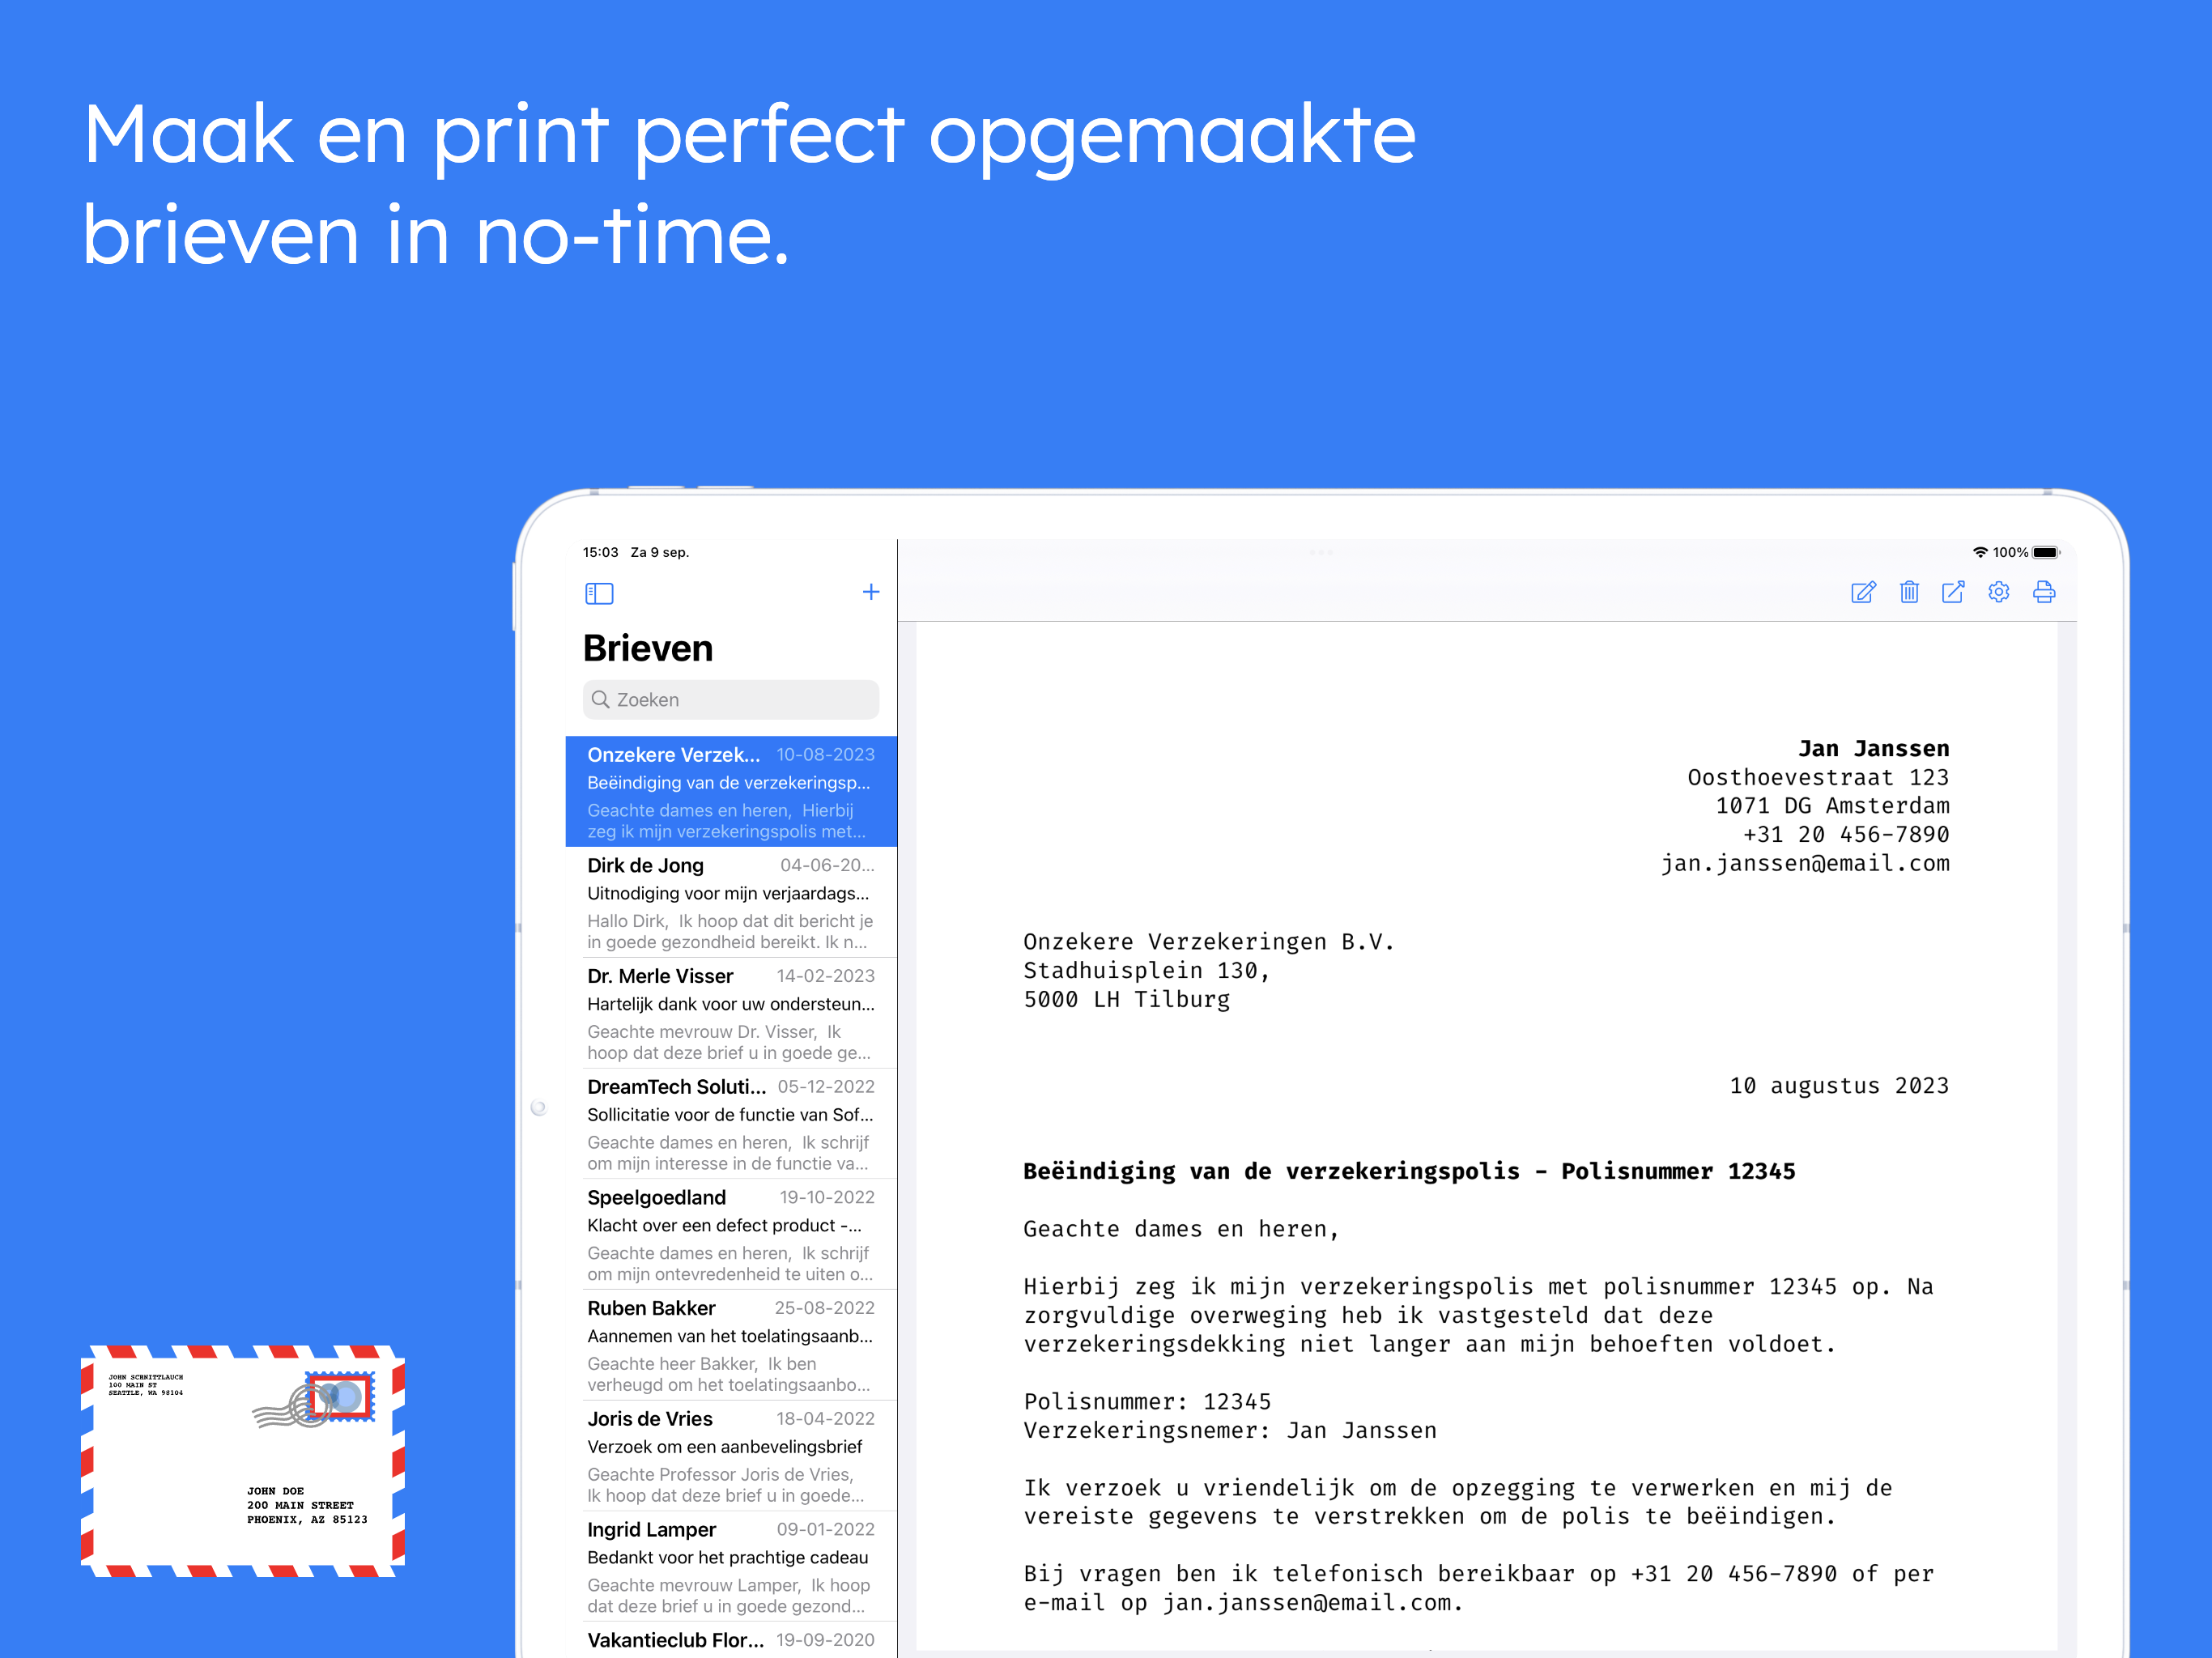 Maak en print perfect opgemaakte
brieven in no-time.
15:03 Za 9 sep.
100%
Brieven
Zoeken
Onzekere Verzek... 10-08-2023
Beëindiging van de verzekeringsp...
Geachte dames en heren, Hierbij
zeg ik mijn verzekeringspolis met...
Dirk de Jong 04-06-20...
Uitnodiging voor mijn verjaardags...
Hallo Dirk, Ik hoop dat dit bericht je
in goede gezondheid bereikt. Ik n...
Dr. Merle Visser 14-02-2023
Hartelijk dank voor uw ondersteun...
Geachte mevrouw Dr. Visser, Ik
hoop dat deze brief u in goede ge...
DreamTech Soluti... 05-12-2022
Sollicitatie voor de functie van Sof...
Geachte dames en heren, Ik schrijf
om mijn interesse in de functie va...
Speelgoedland 19-10-2022
Klacht over een defect product -...
Geachte dames en heren, Ik schrijf
om mijn ontevredenheid te uiten o...
Ruben Bakker 25-08-2022
Aannemen van het toelatingsaanb...
Geachte heer Bakker, Ik ben
verheugd om het toelatingsaanbo...
Joris de Vries 18-04-2022
Verzoek om een aanbevelingsbrief
Geachte Professor Joris de Vries,
Ik hoop dat deze brief u in goede...
Ingrid Lamper 09-01-2022
Bedankt voor het prachtige cadeau
Geachte mevrouw Lamper, Ik hoop
dat deze brief u in goede gezond...
Vakantieclub Flor... 19-09-2020
Jan Janssen
Oosthoevestraat 123
1071 DG Amsterdam
+31 20 456-7890
jan.janssen@email.com
Onzekere Verzekeringen B.V.
Stadhuisplein 130,
5000 LH Tilburg
10 augustus 2023
Beëindiging van de verzekeringspolis - Polisnummer 12345
Geachte dames en heren,
Hierbij zeg ik mijn verzekeringspolis met polisnummer 12345 op. Na
zorgvuldige overweging heb ik vastgesteld dat deze
verzekeringsdekking niet langer aan mijn behoeften voldoet.
Polisnummer: 12345
Verzekeringsnemer: Jan Janssen
Ik verzoek u vriendelijk om de opzegging te verwerken en mij de
vereiste gegevens te verstrekken om de polis te beëindigen.
Bij vragen ben ik telefonisch bereikbaar op +31 20 456-7890 of per
e-mail op jan.janssen@email.com.
JOHN SCHNITTLAUCH
100 MAIN ST
SEATTLE, WA 98104
JOHN DOE
200 MAIN STREET
PHOENIX, AZ 85123